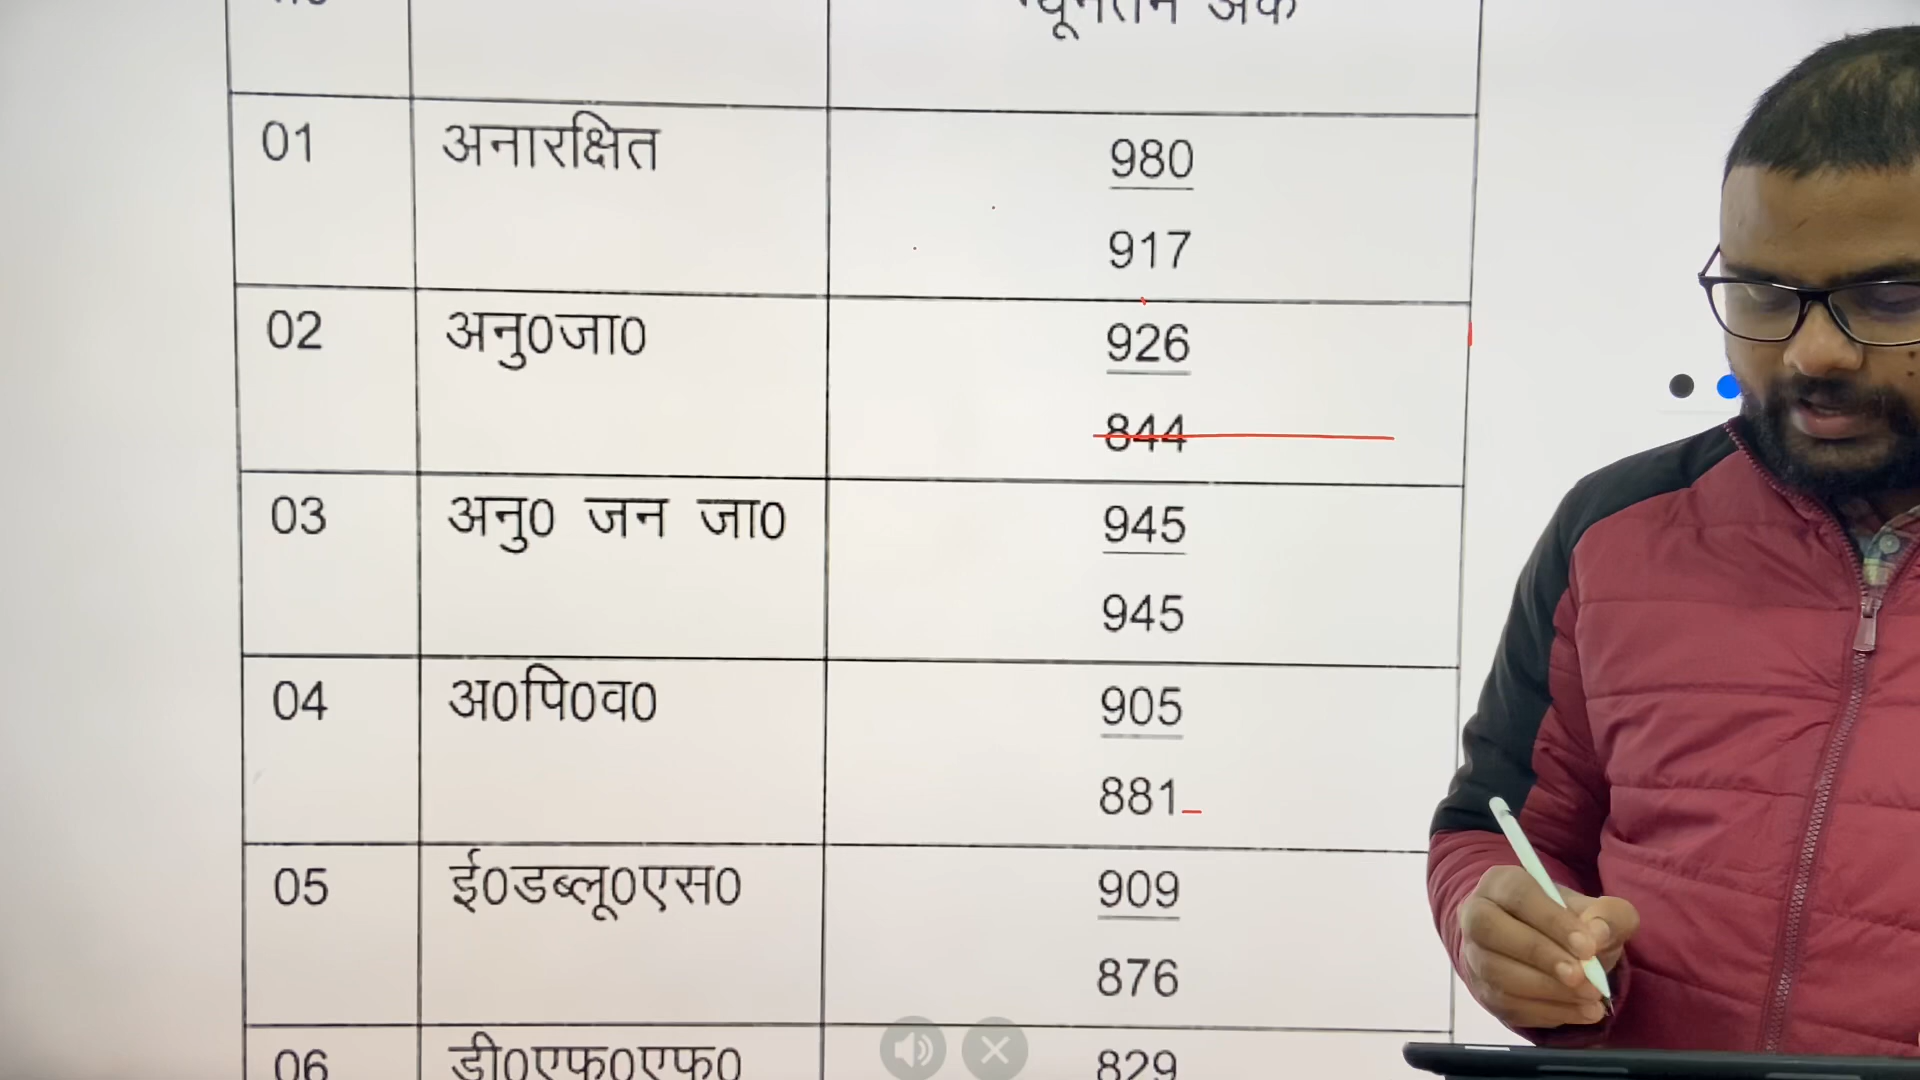 न्यूनतम अंक
01 अनारक्षित 980
917
02 अनु0जा0 926
844
03 अनु0 जन जा0 945
945
04 अ0पि0व0 905
881
05 ई0डब्लू0एस0 909
876
06 डी0एफ0एफ0 829